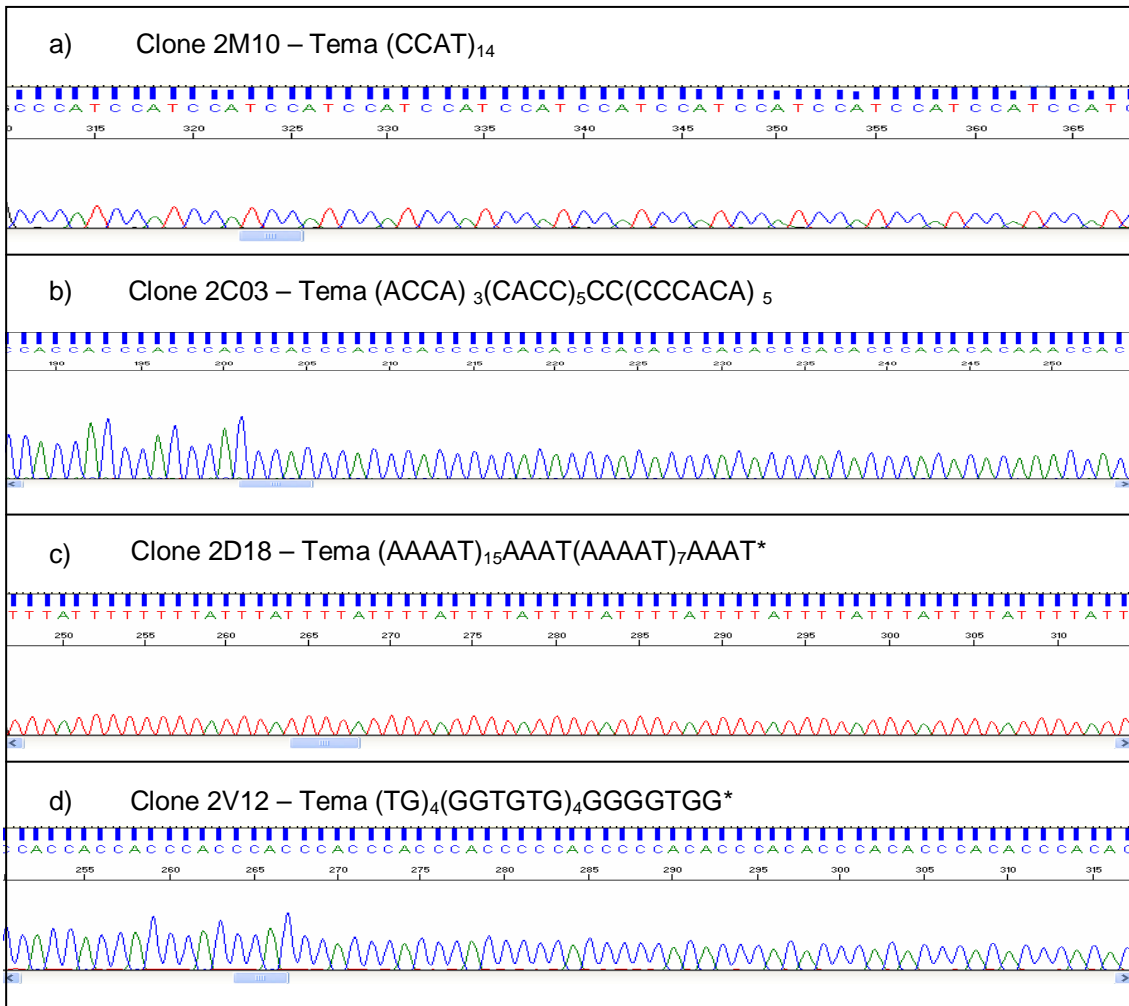 a) Clone 2M10 – Tema (CCAT)14
C C C A T C C A T C C A T C C A T C C A T C C A T C C A T C C A T C C A T C C A T C C A T C C A T C C A T C C A T C
0 315 320 325 330 335 340 345 350 355 360 365
b) Clone 2C03 – Tema (ACCA) 3(CACC)5CC(CCCACA) 5
C C A C C A C C C A C C C A C C C A C C C A C C C A C C C C C A C A C C C A C A C C C A C A C C C A C A C C C A C A C A C A A A C C A C
190 195 200 205 210 215 220 225 230 235 240 245 250
c) Clone 2D18 – Tema (AAAAT)15AAAT(AAAAT)7AAAT*
T T T A T T T T T T T T A T T T A T T T T A T T T T A T T T T A T T T T A T T T T A T T T T A T T T T A T T T A T T T T A T T T T A T T
250 255 260 265 270 275 280 285 290 295 300 305 310
d) Clone 2V12 – Tema (TG)4(GGTGTG)4GGGGTGG*
C C A C C A C C A C C C A C C C A C C C A C C C A C C C A C C C C C A C C C C C A C A C C C A C A C C C A C A C C C A C A C C C A C A C
255 260 265 270 275 280 285 290 295 300 305 310 315